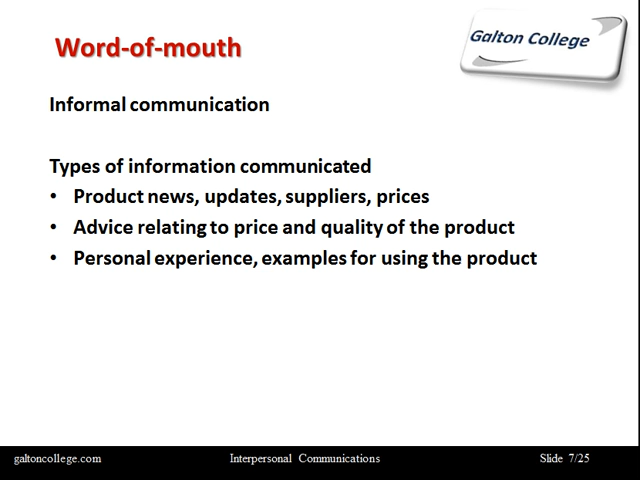 Word-of-mouth
Galton College
Informal communication
Types of information communicated
• Product news, updates, suppliers, prices
• Advice relating to price and quality of the product
• Personal experience, examples for using the product
galtoncollege.com Interpersonal Communications Slide 7/25